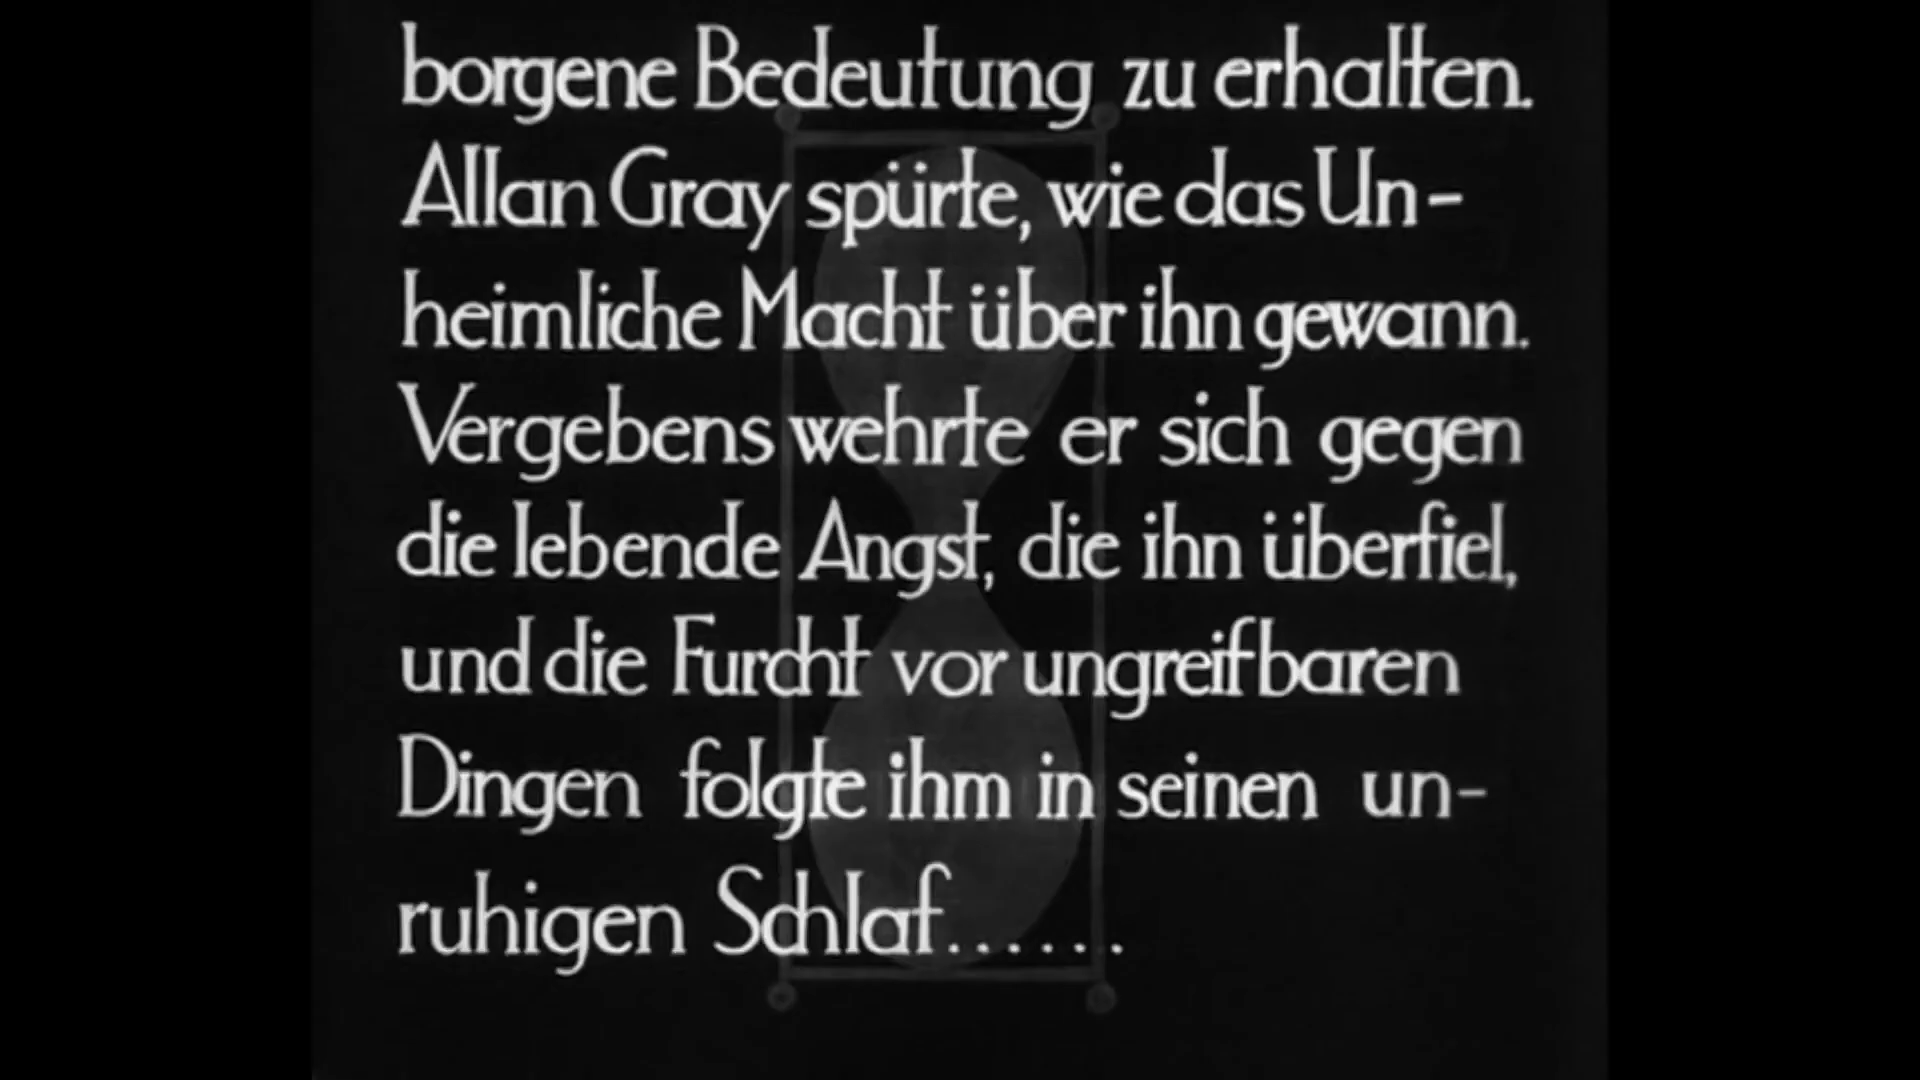 borgene Bedeutung zu erhalten.
Allan Gray spürte, wie das Un-
heimliche Macht über ihn gewann.
Vergebens wehrte er sich gegen
die lebende Angst, die ihn überfiel,
und die Furcht vor ungreifbaren
Dingen folgte ihm in seinen un-
ruhigen Schlaf......